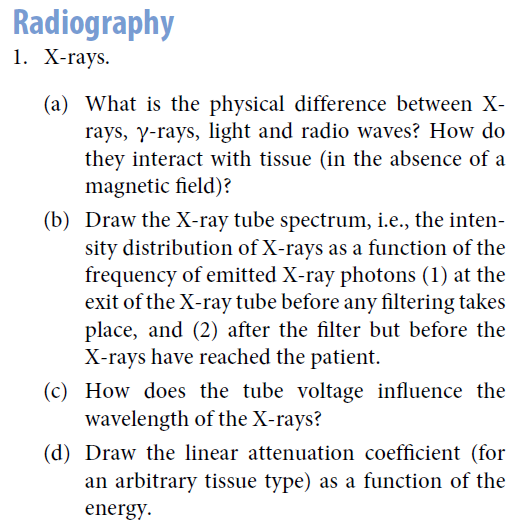 Radiography
1. X-rays.
(a) What is the physical difference between X-
rays, γ-rays, light and radio waves? How do
they interact with tissue (in the absence of a
magnetic field)?
(b) Draw the X-ray tube spectrum, i.e., the inten-
sity distribution of X-rays as a function of the
frequency of emitted X-ray photons (1) at the
exit of the X-ray tube before any filtering takes
place, and (2) after the filter but before the
X-rays have reached the patient.
(c) How does the tube voltage influence the
wavelength of the X-rays?
(d) Draw the linear attenuation coefficient (for
an arbitrary tissue type) as a function of the
energy.